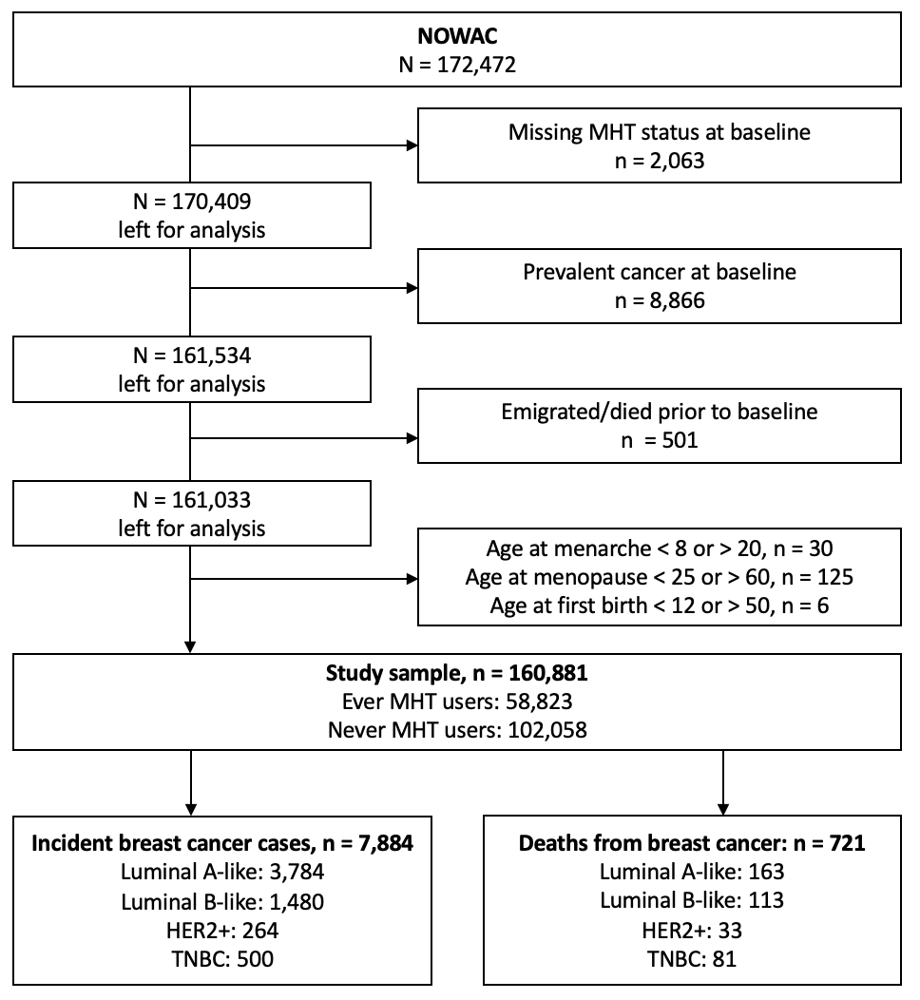 NOWAC
N = 172,472
Missing MHT status at baseline
n = 2,063
N = 170,409
left for analysis
Prevalent cancer at baseline
n = 8,866
N = 161,534
left for analysis
Emigrated/died prior to baseline
n = 501
N = 161,033
left for analysis
Age at menarche < 8 or > 20, n = 30
Age at menopause < 25 or > 60, n = 125
Age at first birth < 12 or > 50, n = 6
Study sample, n = 160,881
Ever MHT users: 58,823
Never MHT users: 102,058
Incident breast cancer cases, n = 7,884
Luminal A-like: 3,784
Luminal B-like: 1,480
HER2+: 264
TNBC: 500
Deaths from breast cancer: n = 721
Luminal A-like: 163
Luminal B-like: 113
HER2+: 33
TNBC: 81